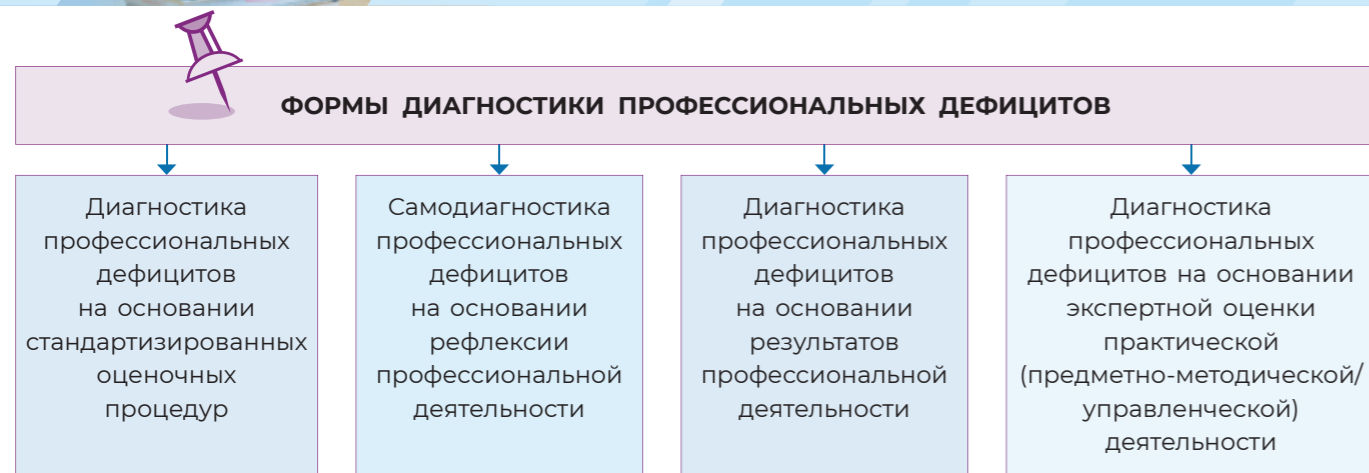 ФОРМЫ ДИАГНОСТИКИ ПРОФЕССИОНАЛЬНЫХ ДЕФИЦИТОВ
Диагностика
профессиональных
дефицитов
на основании
стандартизированных
оценочных
процедур
Самодиагностика
профессиональных
дефицитов
на основании
рефлексии
профессиональной
деятельности
Диагностика
профессиональных
дефицитов
на основании
результатов
профессиональной
деятельности
Диагностика
профессиональных
дефицитов на основании
экспертной оценки
практической
(предметно-методической/
управленческой)
деятельности